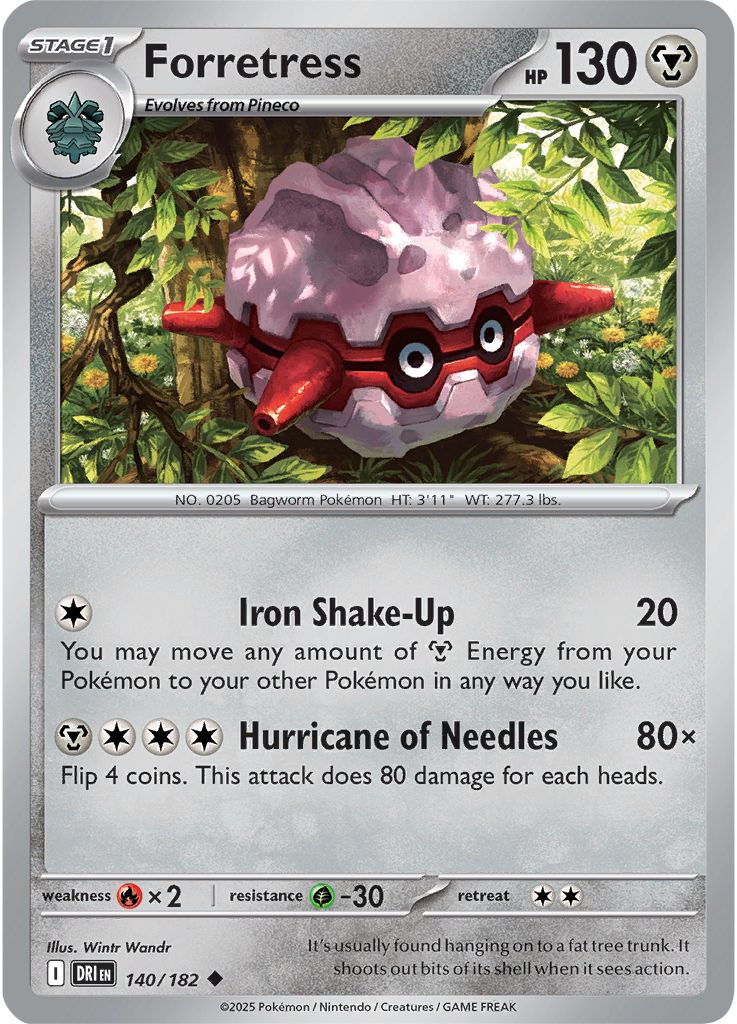 STAGE1
Forretress
HP 130
Evolves from Pineco
NO. 0205 Bagworm Pokémon HT: 3'11" WT: 277.3 lbs.
Iron Shake-Up 20
You may move any amount of Energy from your
Pokémon to your other Pokémon in any way you like.
Hurricane of Needles 80×
Flip 4 coins. This attack does 80 damage for each heads.
weakness ×2 resistance -30 retreat
Illus. Wintr Wandr
It's usually found hanging on to a fat tree trunk. It
shoots out bits of its shell when it sees action.
I DRI EN 140/182
©2025 Pokémon / Nintendo / Creatures / GAME FREAK